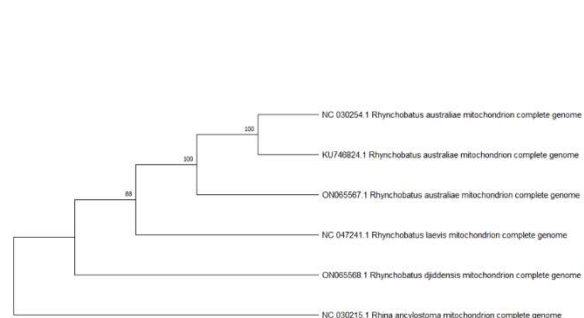 NC 030254.1 Rhynchobatus australiae mitochondrion complete genome
100
KU746824.1 Rhynchobatus australiae mitochondrion complete genome
100
ON065567.1 Rhynchobatus australiae mitochondrion complete genome
88
NC 047241.1 Rhynchobatus laevis mitochondrion complete genome
ON065568.1 Rhynchobatus djiddensis mitochondrion complete genome
NC 030215.1 Rhina ancylostoma mitochondrion complete genome